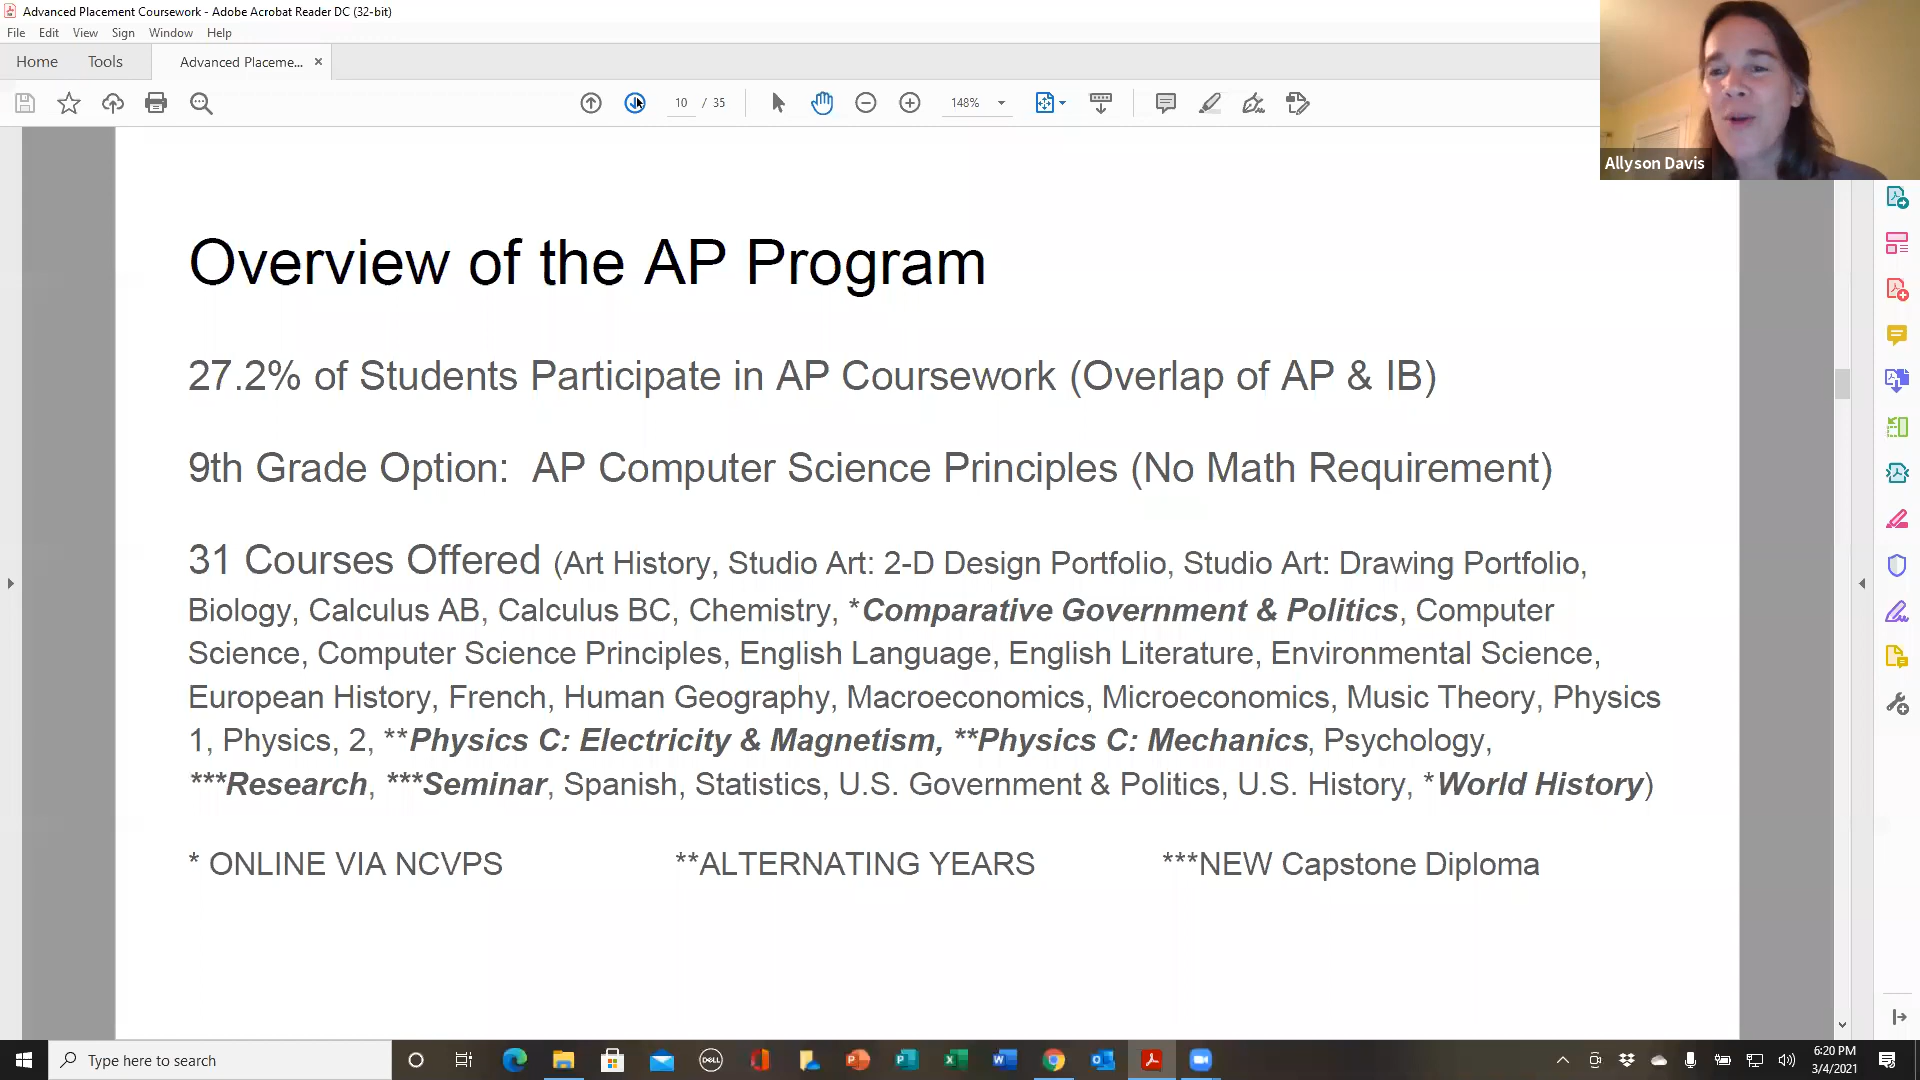 Advanced Placement Coursework - Adobe Acrobat Reader DC (32-bit)
File Edit View Sign Window Help
Home Tools Advanced Placeme... ×
10 / 35 148%
Allyson Davis
Overview of the AP Program
27.2% of Students Participate in AP Coursework (Overlap of AP & IB)
9th Grade Option: AP Computer Science Principles (No Math Requirement)
31 Courses Offered (Art History, Studio Art: 2-D Design Portfolio, Studio Art: Drawing Portfolio,
Biology, Calculus AB, Calculus BC, Chemistry, *Comparative Government & Politics, Computer
Science, Computer Science Principles, English Language, English Literature, Environmental Science,
European History, French, Human Geography, Macroeconomics, Microeconomics, Music Theory, Physics
1, Physics, 2, **Physics C: Electricity & Magnetism, **Physics C: Mechanics, Psychology,
***Research, ***Seminar, Spanish, Statistics, U.S. Government & Politics, U.S. History, *World History)
* ONLINE VIA NCVPS **ALTERNATING YEARS ***NEW Capstone Diploma
Type here to search
DELL
6:20 PM
3/4/2021